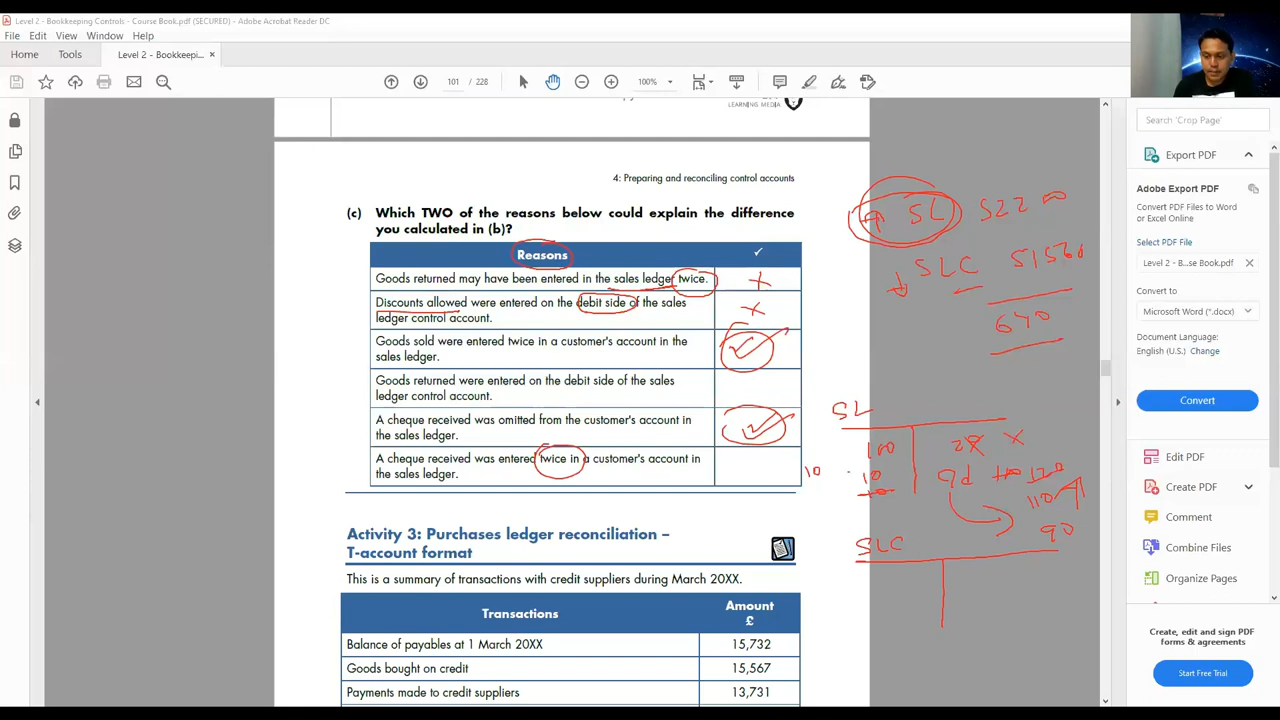 Level 2 - Bookkeeping Controls - Course Book.pdf (SECURED) - Adobe Acrobat Reader DC
File Edit View Window Help
Home Tools Level 2 - Bookkeepi... ×
101 / 228 100%
LEARNING MEDIA
4: Preparing and reconciling control accounts
(c) Which TWO of the reasons below could explain the difference
you calculated in (b)?
Reasons ✓
Goods returned may have been entered in the sales ledger twice.
Discounts allowed were entered on the debit side of the sales
ledger control account.
Goods sold were entered twice in a customer's account in the
sales ledger.
Goods returned were entered on the debit side of the sales
ledger control account.
A cheque received was omitted from the customer's account in
the sales ledger.
A cheque received was entered twice in a customer's account in
the sales ledger.
Activity 3: Purchases ledger reconciliation –
T-account format
This is a summary of transactions with credit suppliers during March 20XX.
Transactions Amount
£
Balance of payables at 1 March 20XX 15,732
Goods bought on credit 15,567
Payments made to credit suppliers 13,731
↑ SL 52200
↓ SLC 51560
640
SL
100
10 10
120
110
90
SLC
Search 'Crop Page'
Export PDF
Adobe Export PDF
Convert PDF Files to Word
or Excel Online
Select PDF File
Level 2 - B...se Book.pdf
Convert to
Microsoft Word (*.docx)
Document Language:
English (U.S.) Change
Convert
Edit PDF
Create PDF
Comment
Combine Files
Organize Pages
Create, edit and sign PDF
forms & agreements
Start Free Trial